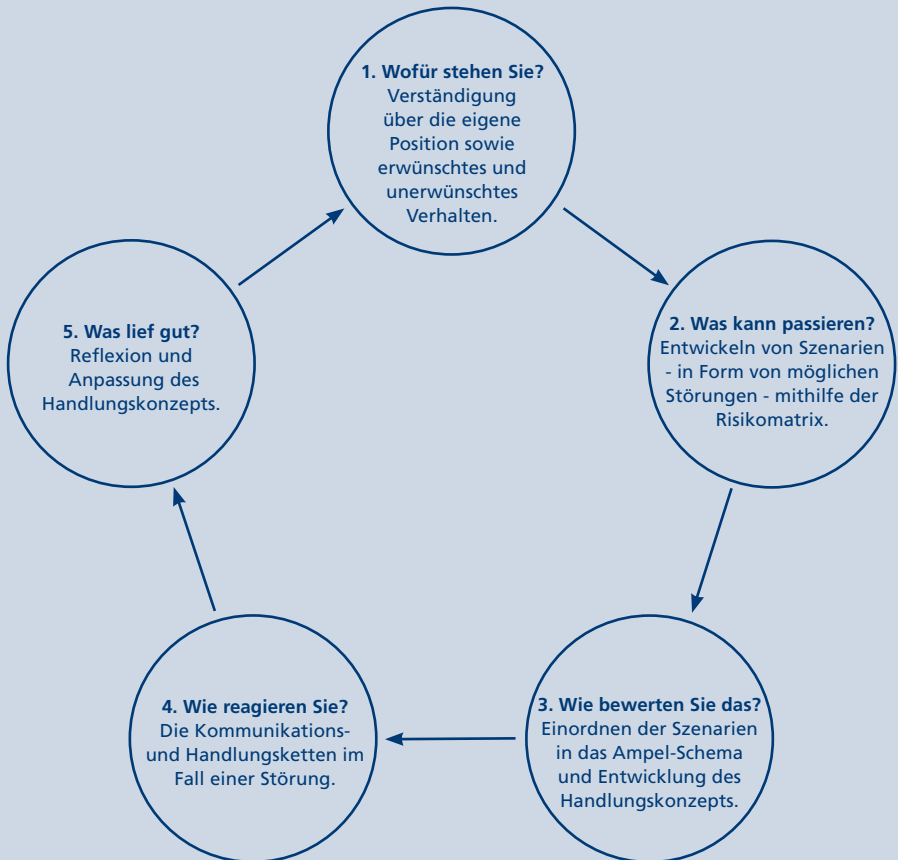 1. Wofür stehen Sie?
Verständigung
über die eigene
Position sowie
erwünschtes und
unerwünschtes
Verhalten.
2. Was kann passieren?
Entwickeln von Szenarien
- in Form von möglichen
Störungen - mithilfe der
Risikomatrix.
3. Wie bewerten Sie das?
Einordnen der Szenarien
in das Ampel-Schema
und Entwicklung des
Handlungskonzepts.
4. Wie reagieren Sie?
Die Kommunikations-
und Handlungsketten im
Fall einer Störung.
5. Was lief gut?
Reflexion und
Anpassung des
Handlungskonzepts.